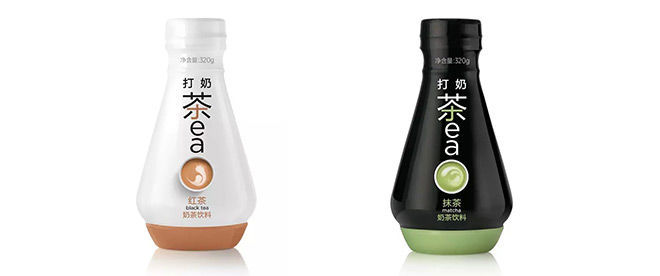 净含量:320g
打奶
茶ea
红茶
black tea
奶茶饮料
净含量:320g
打奶
茶ea
抹茶
matcha
奶茶饮料